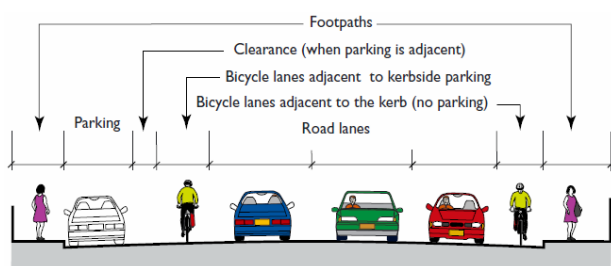 Footpaths
Clearance (when parking is adjacent)
Bicycle lanes adjacent to kerbside parking
Bicycle lanes adjacent to the kerb (no parking)
Parking
Road lanes